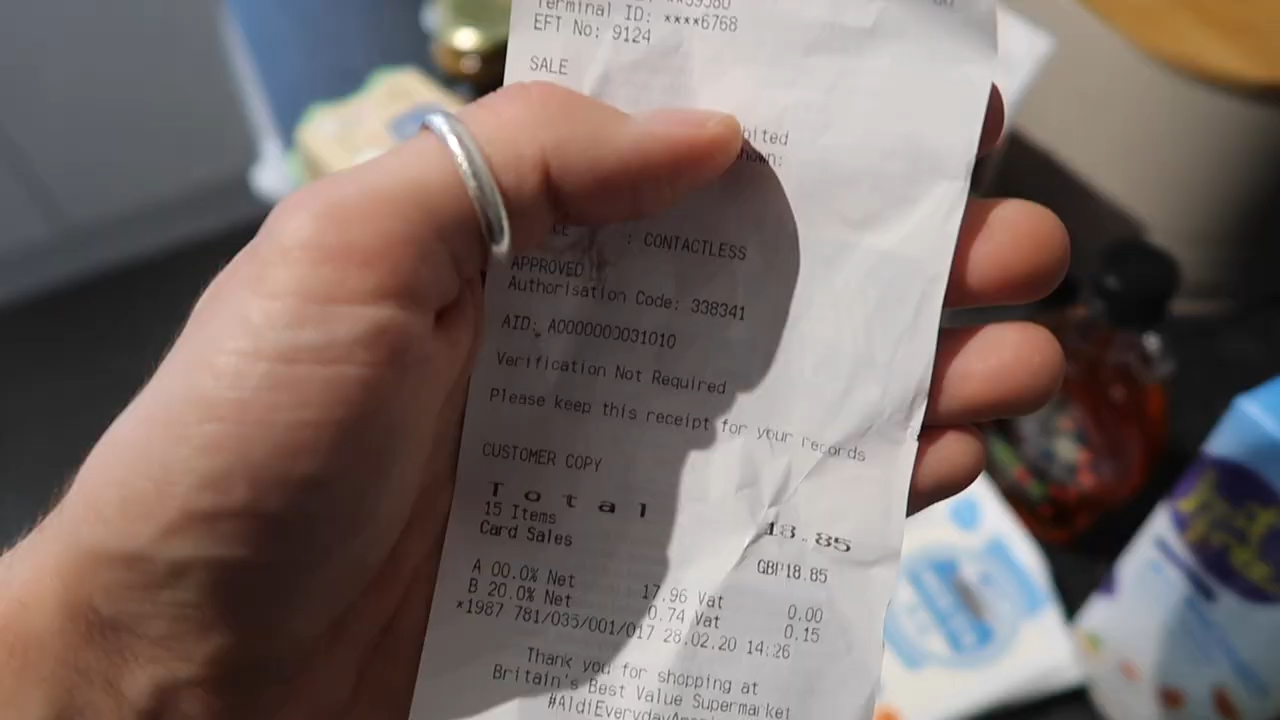 Terminal ID: ****6768
EFT No: 9124
SALE
: CONTACTLESS
APPROVED
Authorisation Code: 338341
AID: A0000000031010
Verification Not Required
Please keep this receipt for your records
CUSTOMER COPY
Total 18.85
15 Items
Card Sales GBP18.85
A 00.0% Net 17.96 Vat 0.00
B 20.0% Net 0.74 Vat 0.15
*1987 781/035/001/017 28.02.20 14:26
Thank you for shopping at
Britain's Best Value Supermarket